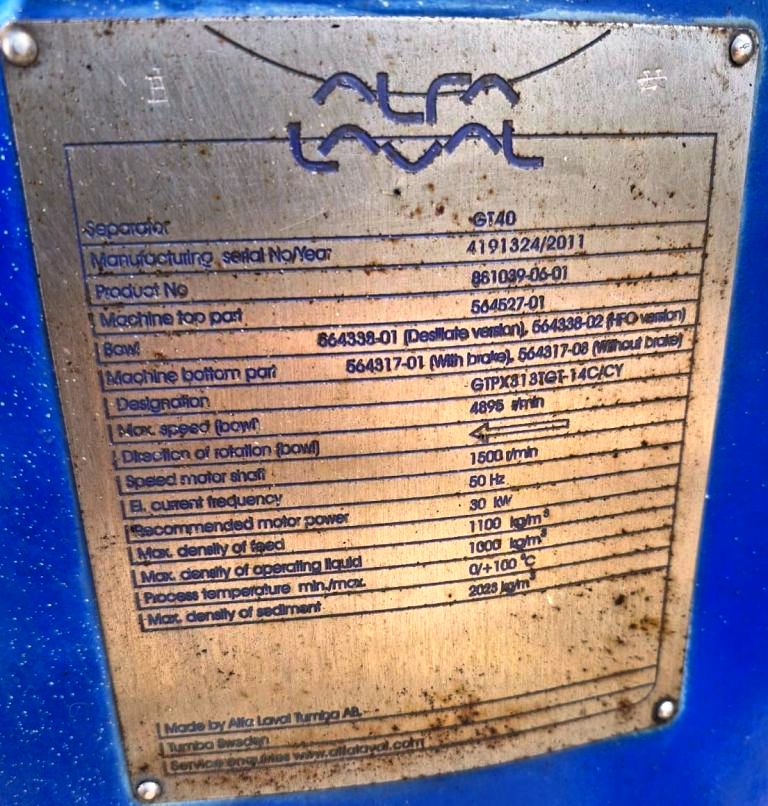 ALFA
LAVAL
Separator GT40
Manufacturing serial No/Year 4191324/2011
Product No 881039-06-01
Machine top part 564527-01
Bowl 564338-01 (Destilate version), 564338-02 (HFO version)
Machine bottom part 564317-01 (With brake), 564317-03 (Without brake)
Designation GTPX313TGT-14C/CY
Max. speed (bowl) 4895 r/min
Direction of rotation (bowl)
Speed motor shaft 1500 r/min
El. current frequency 50 Hz
Recommended motor power 30 kW
Max. density of feed 1100 kg/m³
Max. density of operating liquid 1000 kg/m³
Process temperature min./max. 0/+100 °C
Max. density of sediment 2023 kg/m³
Made by Alfa Laval Tumba AB,
Tumba Sweden
Service enquiries www.alfalaval.com